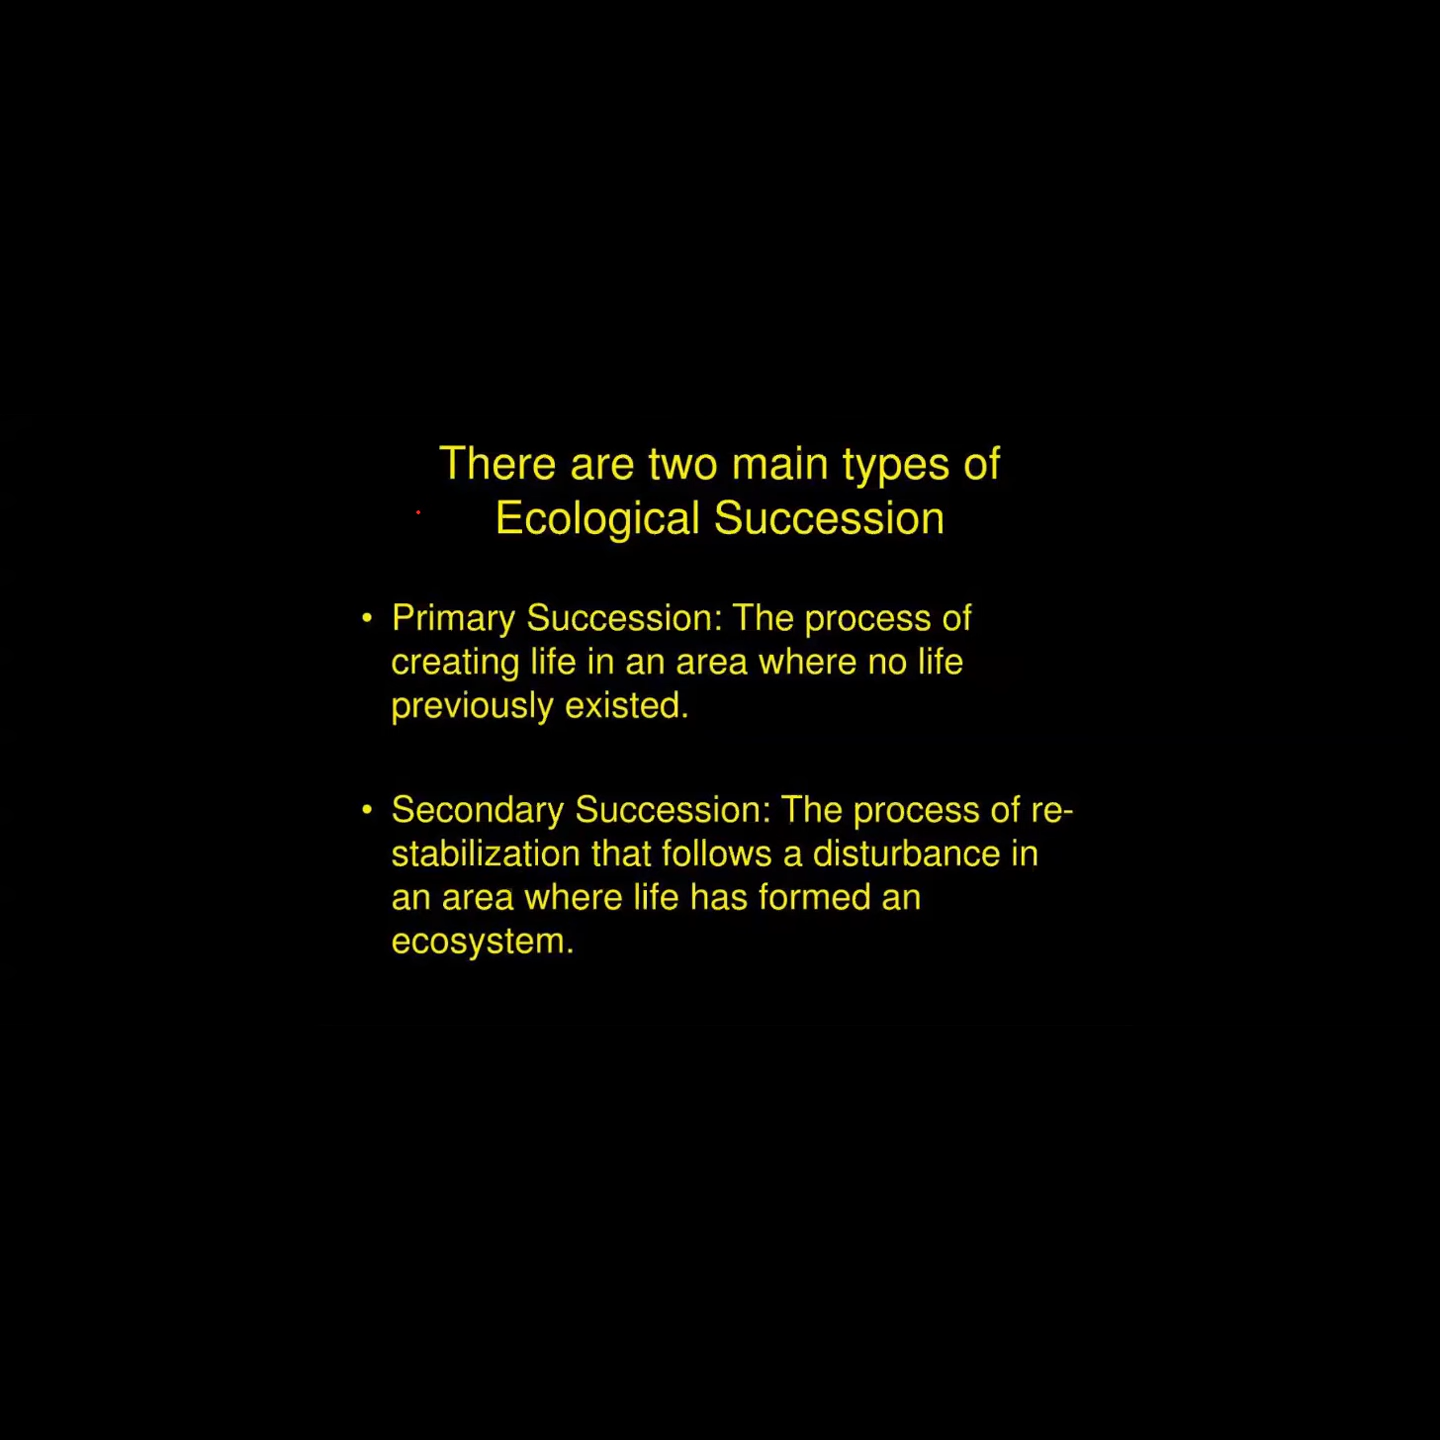 There are two main types of
Ecological Succession
• Primary Succession: The process of
creating life in an area where no life
previously existed.
• Secondary Succession: The process of re-
stabilization that follows a disturbance in
an area where life has formed an
ecosystem.